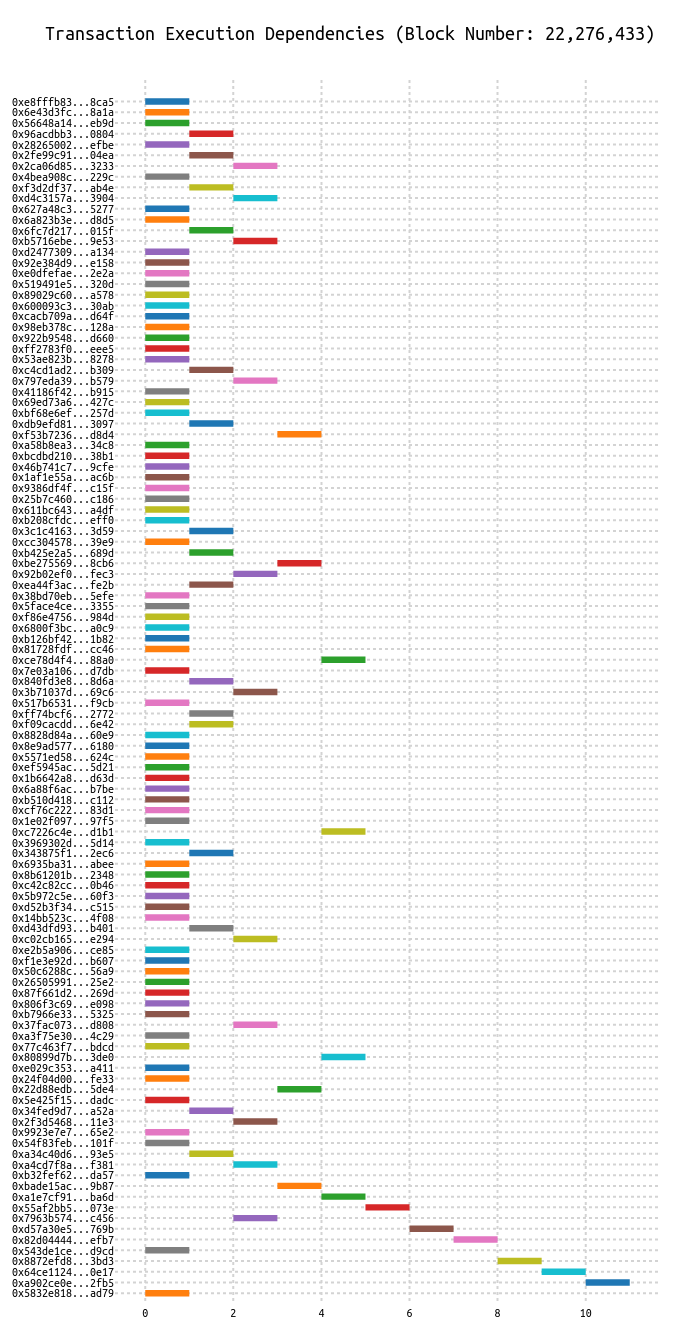 Transaction Execution Dependencies (Block Number: 22,276,433)
0xe8fffb83...8ca5
0x6e43d3fc...8a1a
0x56648a14...eb9d
0x96acdbb3...0804
0x28265002...efbe
0x2fe99c91...04ea
0x2ca06d85...3233
0x4bea908c...229c
0xf3d2df37...ab4e
0xd4c3157a...3904
0x627a48c3...5277
0x6a823b3e...d8d5
0x6fc7d217...015f
0xb5716ebe...9e53
0xd2477309...a134
0x92e384d9...e158
0xe0dfefae...2e2a
0x519491e5...320d
0x89029c60...a578
0x600093c3...30ab
0xcacb709a...d64f
0x98eb378c...128a
0x922b9548...d660
0xff2783f0...eee5
0x53ae823b...8278
0xc4cd1ad2...b309
0x797eda39...b579
0x41186f42...b915
0x69ed73a6...427c
0xbf68e6ef...257d
0xdb9efd81...3097
0xf53b7236...d8d4
0xa58b8ea3...34c8
0xbcdbd210...38b1
0x46b741c7...9cfe
0x1af1e55a...ac6b
0x9386df4f...c15f
0x25b7c460...c186
0x611bc643...a4df
0xb208cfdc...eff0
0x3c1c4163...3d59
0xcc304578...39e9
0xb425e2a5...689d
0xbe275569...8cb6
0x92b02ef0...fec3
0xea44f3ac...fe2b
0x38bd70eb...5efe
0x5face4ce...3355
0xf86e4756...984d
0x6800f3bc...a0c9
0xb126bf42...1b82
0x81728fdf...cc46
0xce78d4f4...88a0
0x7e03a106...d7db
0x840fd3e8...8d6a
0x3b71037d...69c6
0x517b6531...f9cb
0xff74bcf6...2772
0xf09cacdd...6e42
0x8828d84a...60e9
0x8e9ad577...6180
0x5571ed58...624c
0xef5945ac...5d21
0x1b6642a8...d63d
0x6a88f6ac...b7be
0xb510d418...c112
0xcf76c222...83d1
0x1e02f097...97f5
0xc7226c4e...d1b1
0x3969302d...5d14
0x343875f1...2ec6
0x6935ba31...abee
0x8b61201b...2348
0xc42c82cc...0b46
0x5b972c5e...60f3
0xd52b3f34...c515
0x14bb523c...4f08
0xd43dfd93...b401
0xc02cb165...e294
0xe2b5a906...ce85
0xf1e3e92d...b607
0x50c6288c...56a9
0x26505991...25e2
0x87f661d2...269d
0x806f3c69...e098
0xb7966e33...5325
0x37fac073...d808
0xa3f75e30...4c29
0x77c463f7...bdcd
0x80899d7b...3de0
0xe029c353...a411
0x24f04d00...fe33
0x22d88edb...5de4
0x5e425f15...dadc
0x34fed9d7...a52a
0x2f3d5468...11e3
0x9923e7e7...65e2
0x54f83feb...101f
0xa34c40d6...93e5
0xa4cd7f8a...f381
0xb32fef62...da57
0xbade15ac...9b87
0xa1e7cf91...ba6d
0x55af2bb5...073e
0x7963b574...c456
0xd57a30e5...769b
0x82d04444...efb7
0x543de1ce...d9cd
0x8872efd8...3bd3
0x64ce1124...0e17
0xa902ce0e...2fb5
0x5832e818...ad79
0 2 4 6 8 10